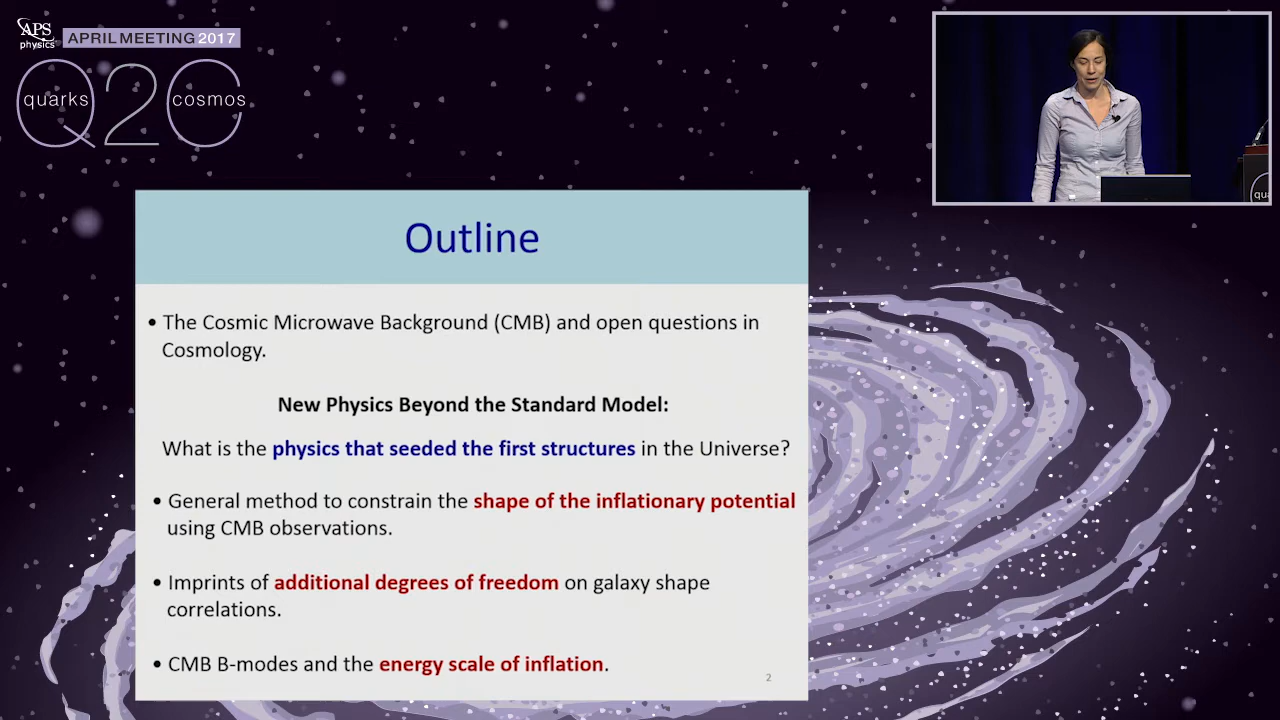 APS
physics
APRIL MEETING 2017
Q2C
quarks
cosmos
qu
Outline
• The Cosmic Microwave Background (CMB) and open questions in
Cosmology.
New Physics Beyond the Standard Model:
What is the physics that seeded the first structures in the Universe?
• General method to constrain the shape of the inflationary potential
using CMB observations.
• Imprints of additional degrees of freedom on galaxy shape
correlations.
• CMB B-modes and the energy scale of inflation.
2